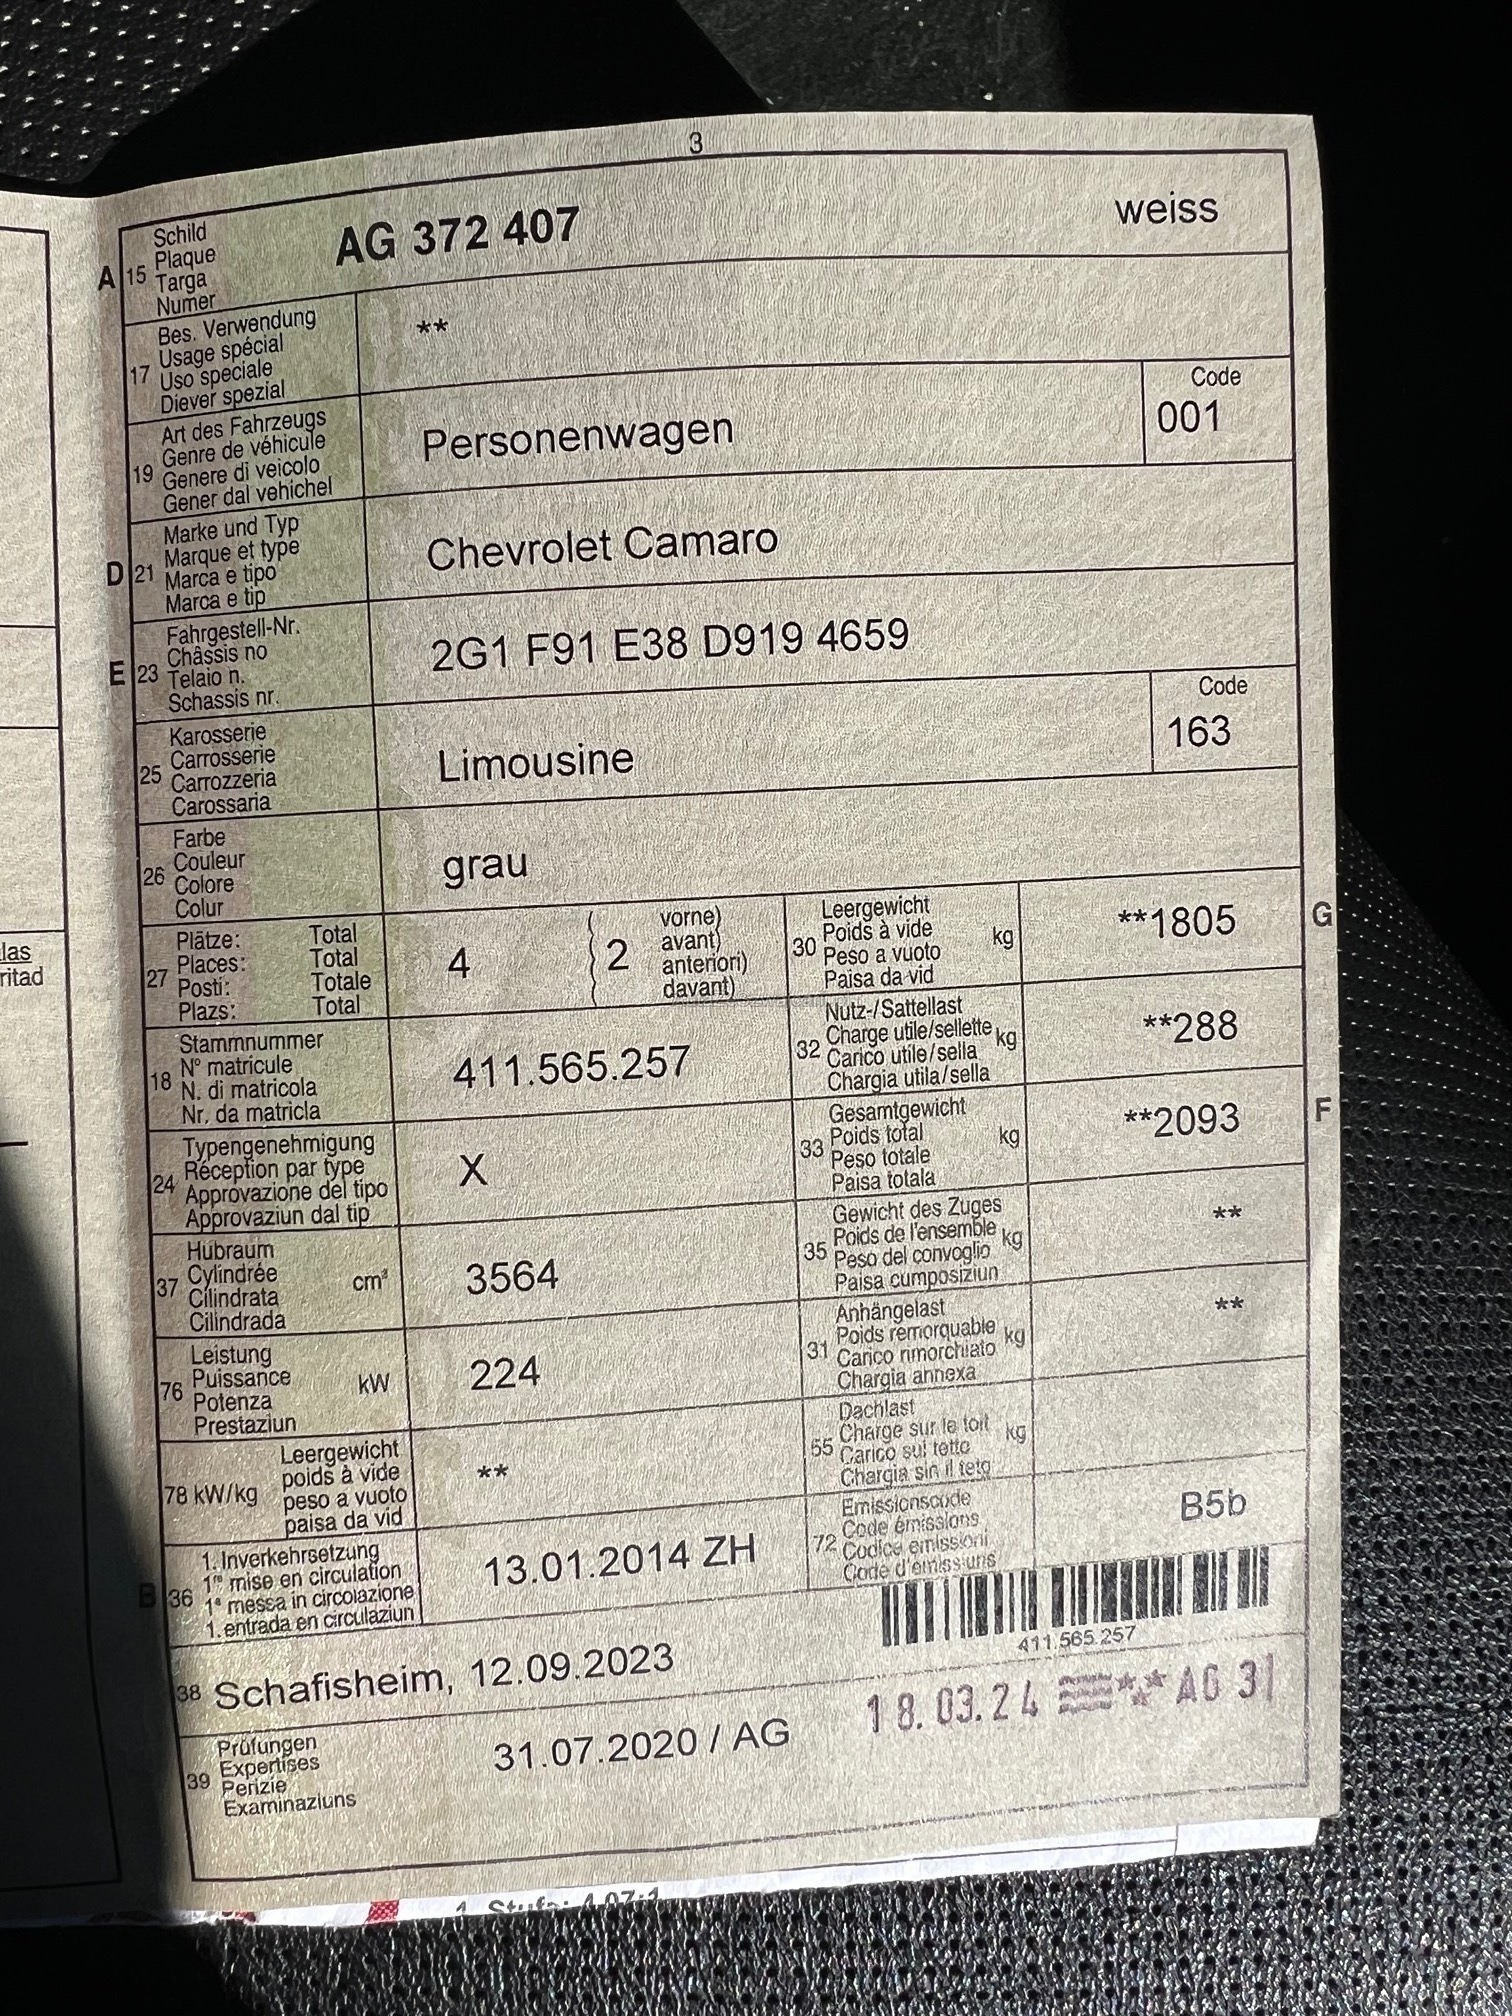 3
A 15 Schild
Plaque
Targa
Numer
AG 372 407
weiss
17 Bes. Verwendung
Usage spécial
Uso speciale
Diever spezial
**
19 Art des Fahrzeugs
Genre de véhicule
Genere di veicolo
Gener dal vehichel
Personenwagen
Code
001
D 21 Marke und Typ
Marque et type
Marca e tipo
Marca e tip
Chevrolet Camaro
E 23 Fahrgestell-Nr.
Châssis no
Telaio n.
Schassis nr.
2G1 F91 E38 D919 4659
25 Karosserie
Carrosserie
Carrozzeria
Carossaria
Limousine
Code
163
26 Farbe
Couleur
Colore
Colur
grau
las
ritad
27 Plätze: Total
Places: Total
Posti: Totale
Plazs: Total
4
2
vorne)
avant)
anteriori)
davant)
30 Leergewicht
Poids à vide
Peso a vuoto
Paisa da vid
kg
**1805
G
18 Stammnummer
N° matricule
N. di matricola
Nr. da matricla
411.565.257
32 Nutz-/Sattellast
Charge utile/sellette
Carico utile/sella
Chargia utila/sella
kg
**288
24 Typengenehmigung
Réception par type
Approvazione del tipo
Approvaziun dal tip
X
33 Gesamtgewicht
Poids total
Peso totale
Paisa totala
kg
**2093
F
37 Hubraum
Cylindrée
Cilindrata
Cilindrada
cm³
3564
35 Gewicht des Zuges
Poids de l'ensemble
Peso del convoglio
Paisa cumposiziun
kg
**
76 Leistung
Puissance
Potenza
Prestaziun
kW
224
31 Anhängelast
Poids remorquable
Carico rimorchiato
Chargia annexa
kg
**
78 kW/kg
Leergewicht
poids à vide
peso a vuoto
paisa da vid
**
55 Dachlast
Charge sur le toit
Carico sul tetto
Chargia sin il tetg
kg
B 36 1. Inverkehrsetzung
1re mise en circulation
1a messa in circolazione
1. entrada en circulaziun
13.01.2014 ZH
72 Emissionscode
Code émissions
Codice emissioni
Code d'emissiuns
B5b
411.565.257
38 Schafisheim, 12.09.2023
18.03.24
AG 31
39 Prüfungen
Expertises
Perizie
Examinaziuns
31.07.2020 / AG